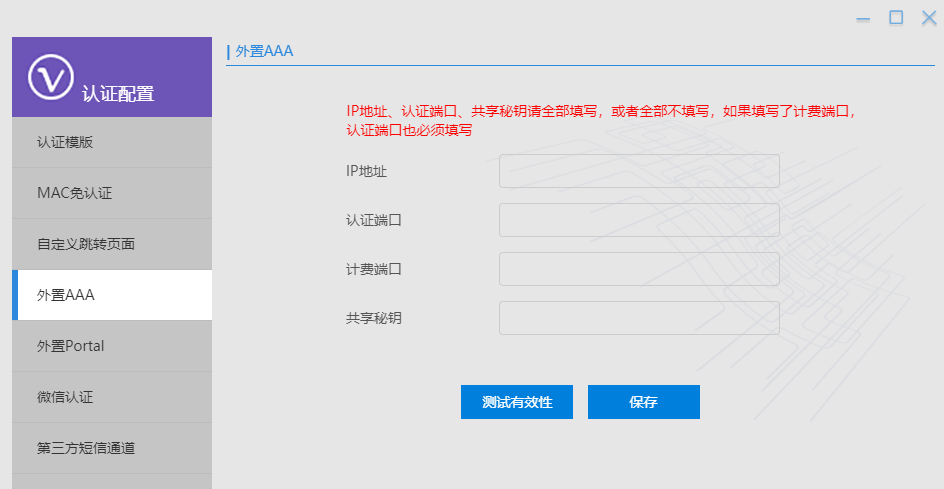 认证配置
认证模版
MAC免认证
自定义跳转页面
外置AAA
外置Portal
微信认证
第三方短信通道
外置AAA
IP地址、认证端口、共享秘钥请全部填写，或者全部不填写，如果填写了计费端口，
认证端口也必须填写
IP地址
认证端口
计费端口
共享秘钥
测试有效性
保存